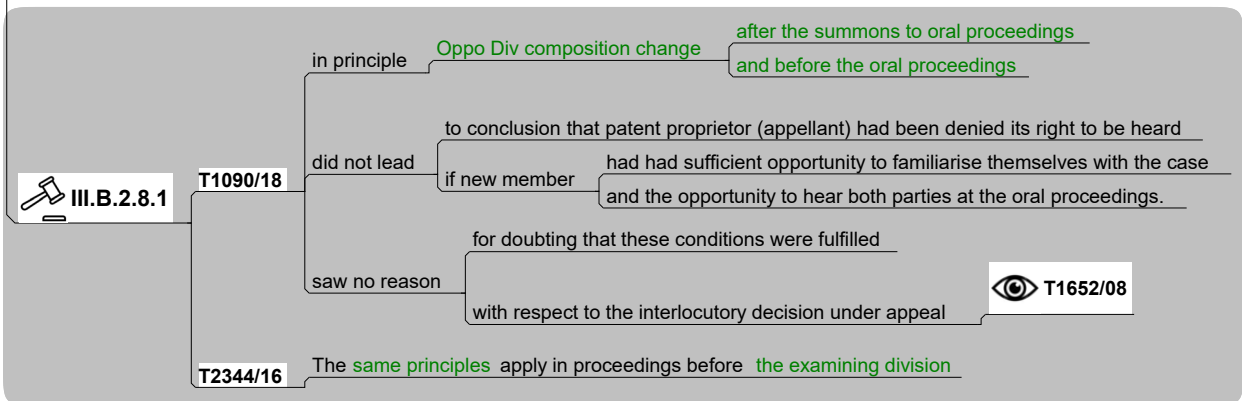 III.B.2.8.1
T1090/18
in principle
Oppo Div composition change
after the summons to oral proceedings
and before the oral proceedings
did not lead
to conclusion that patent proprietor (appellant) had been denied its right to be heard
if new member
had had sufficient opportunity to familiarise themselves with the case
and the opportunity to hear both parties at the oral proceedings.
saw no reason
for doubting that these conditions were fulfilled
with respect to the interlocutory decision under appeal
T1652/08
T2344/16
The same principles apply in proceedings before the examining division